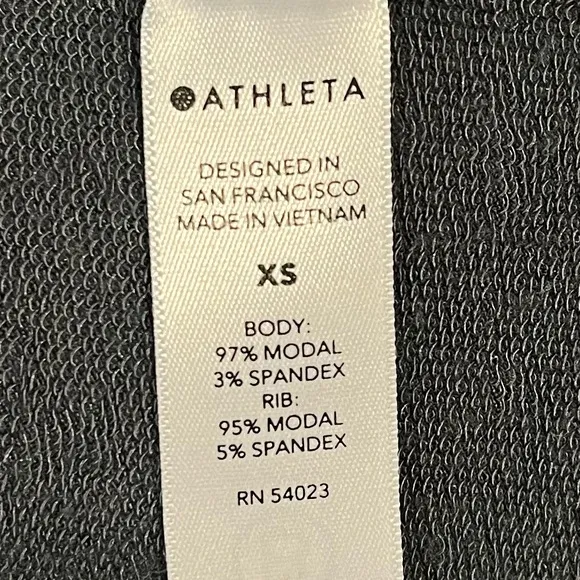 ATHLETA
DESIGNED IN
SAN FRANCISCO
MADE IN VIETNAM
XS
BODY:
97% MODAL
3% SPANDEX
RIB:
95% MODAL
5% SPANDEX
RN 54023